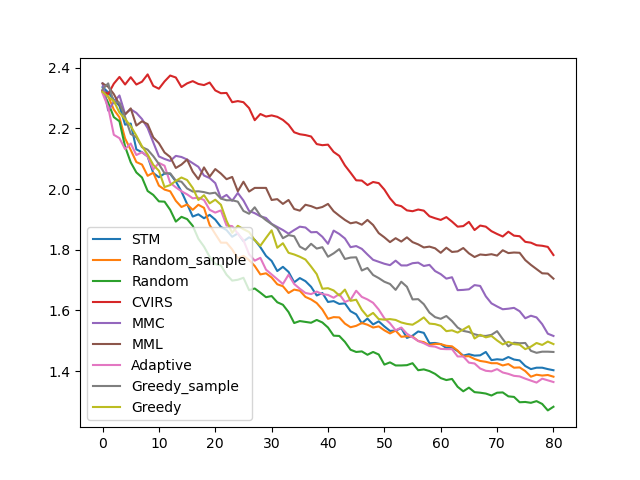 2.4
2.2
2.0
1.8
1.6
1.4
STM
Random_sample
Random
CVIRS
MMC
MML
Adaptive
Greedy_sample
Greedy
0 10 20 30 40 50 60 70 80